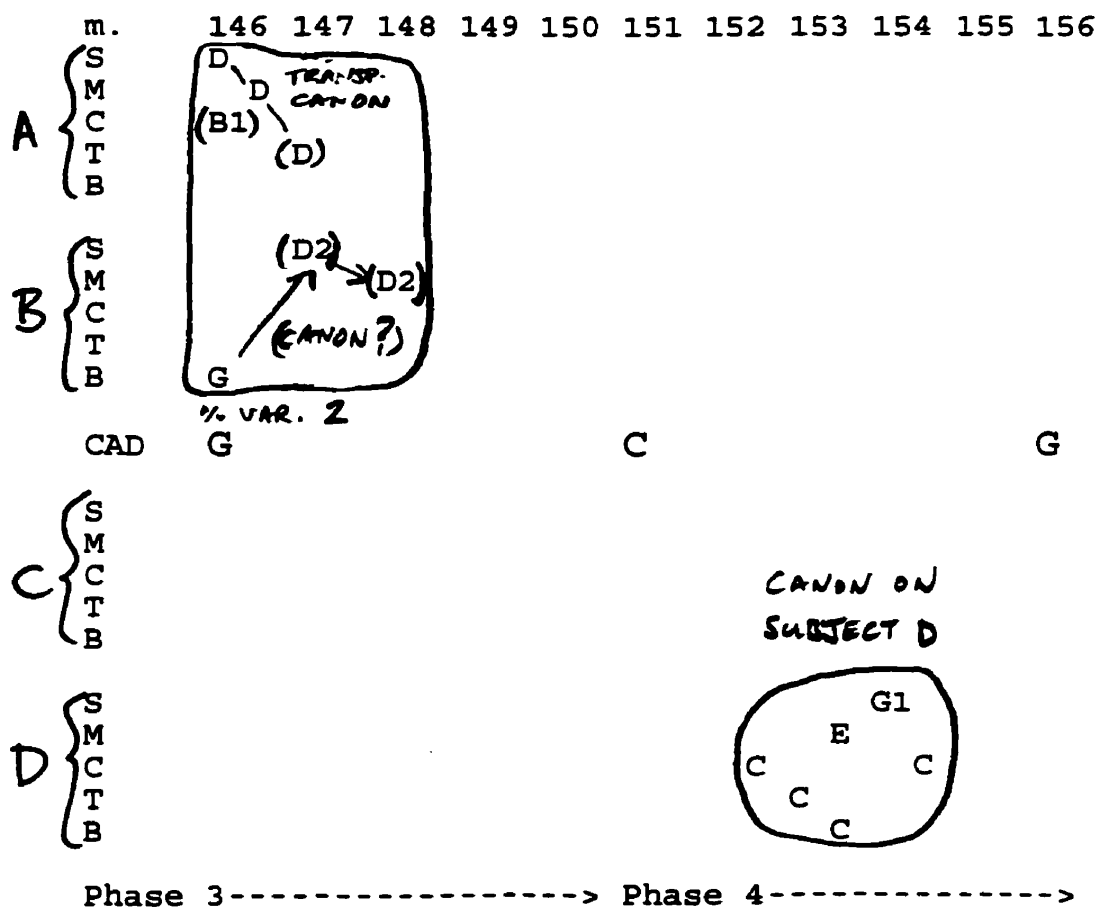 m. 146 147 148 149 150 151 152 153 154 155 156
S D TRANSP.
M D CANON
A C (B1)
T (D)
B
S (D2)
M (D2)
B C
T (CANON?)
B G
VAR. 2
CAD G C G
S
M
C C CANON ON
T
B SUBJECT D
S G1
M E
D C C C
T C
B C
Phase 3----------------> Phase 4------------->